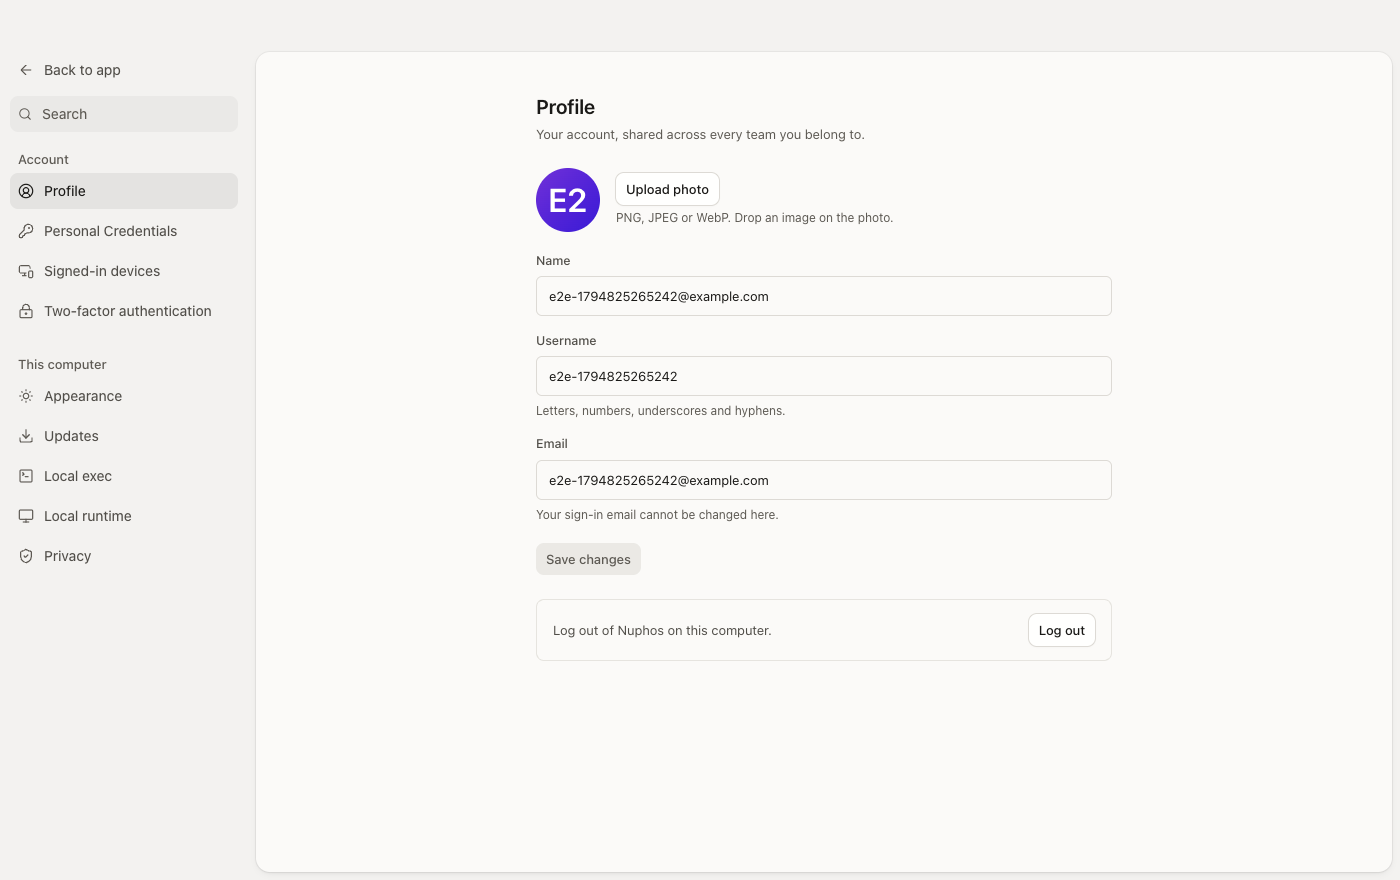 Back to app
Search
Account
Profile
Personal Credentials
Signed-in devices
Two-factor authentication
This computer
Appearance
Updates
Local exec
Local runtime
Privacy
Profile
Your account, shared across every team you belong to.
E2
Upload photo
PNG, JPEG or WebP. Drop an image on the photo.
Name
e2e-1794825265242@example.com
Username
e2e-1794825265242
Letters, numbers, underscores and hyphens.
Email
e2e-1794825265242@example.com
Your sign-in email cannot be changed here.
Save changes
Log out of Nuphos on this computer.
Log out